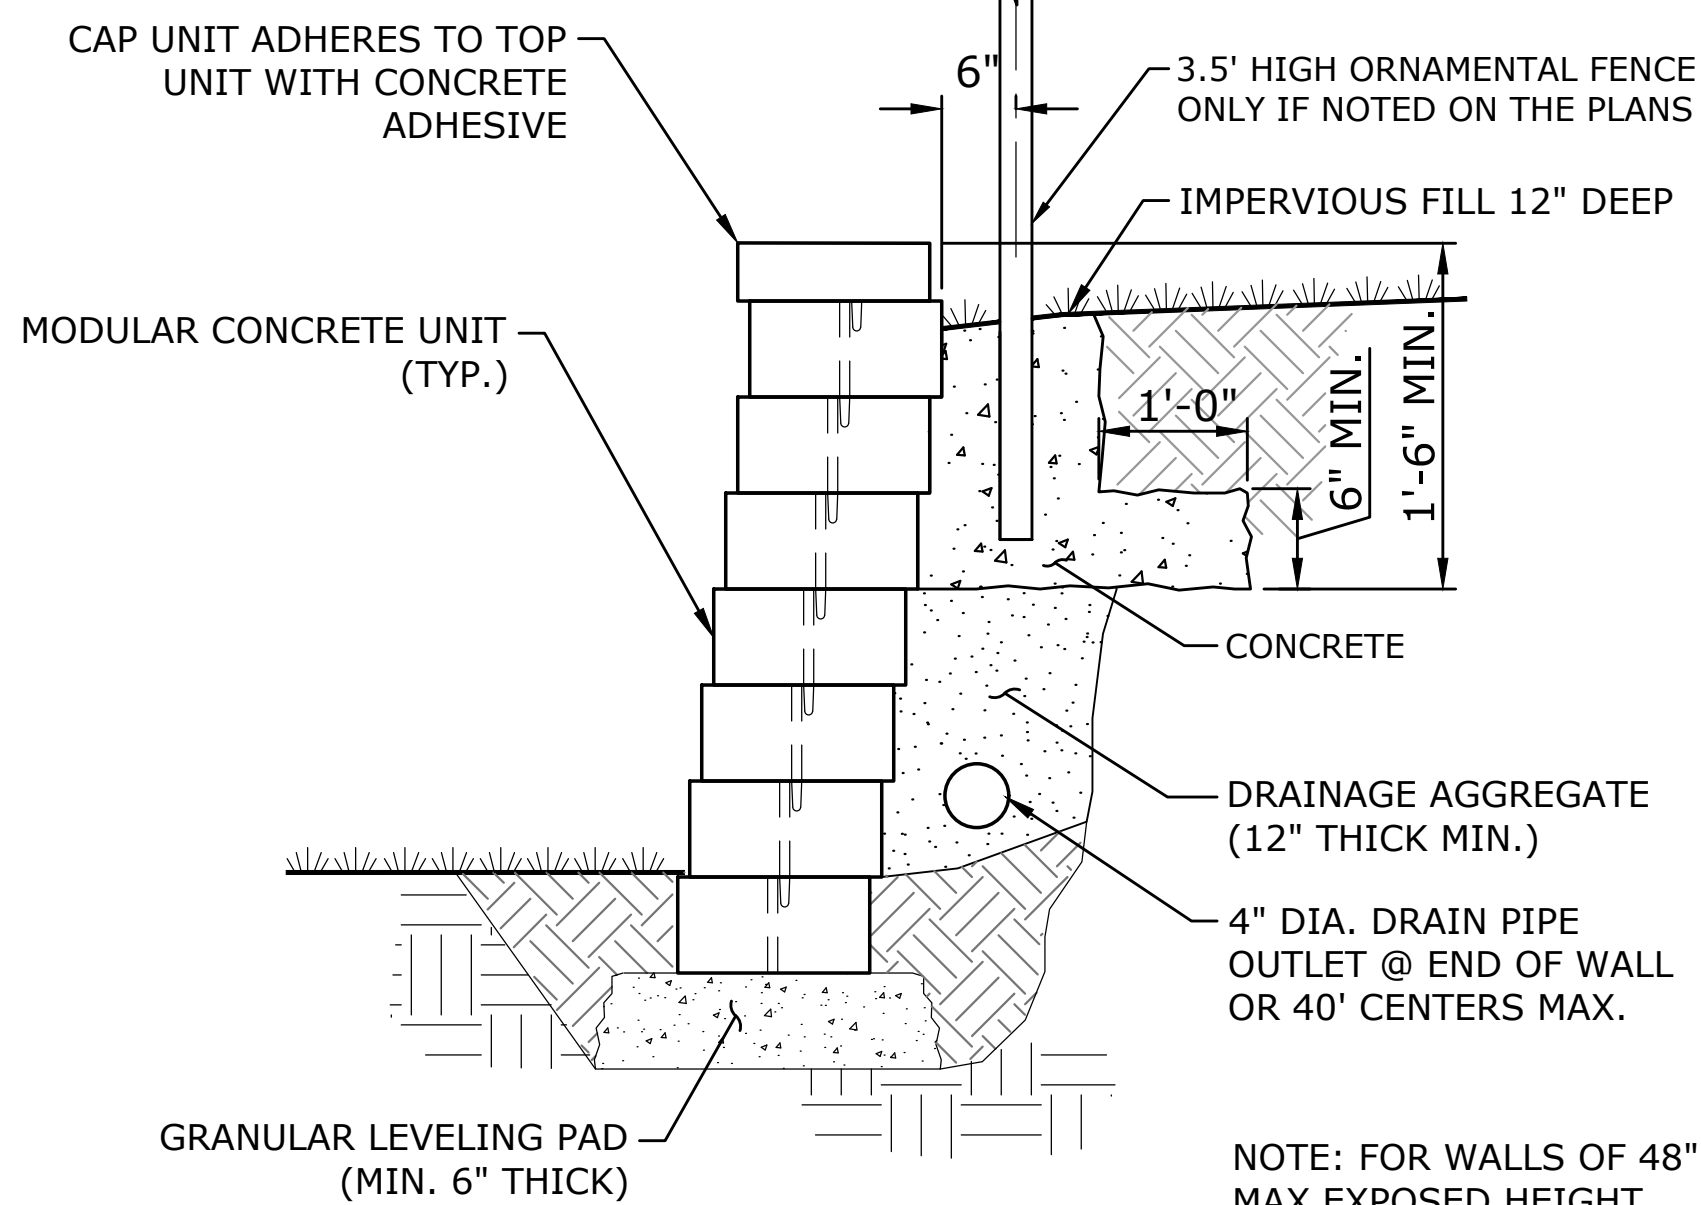 CAP UNIT ADHERES TO TOP
UNIT WITH CONCRETE
ADHESIVE
6"
3.5' HIGH ORNAMENTAL FENCE
ONLY IF NOTED ON THE PLANS
IMPERVIOUS FILL 12" DEEP
MODULAR CONCRETE UNIT
(TYP.)
1'-0"
6" MIN.
1'-6" MIN.
CONCRETE
DRAINAGE AGGREGATE
(12" THICK MIN.)
4" DIA. DRAIN PIPE
OUTLET @ END OF WALL
OR 40' CENTERS MAX.
GRANULAR LEVELING PAD
(MIN. 6" THICK)
NOTE: FOR WALLS OF 48"
MAX EXPOSED HEIGHT